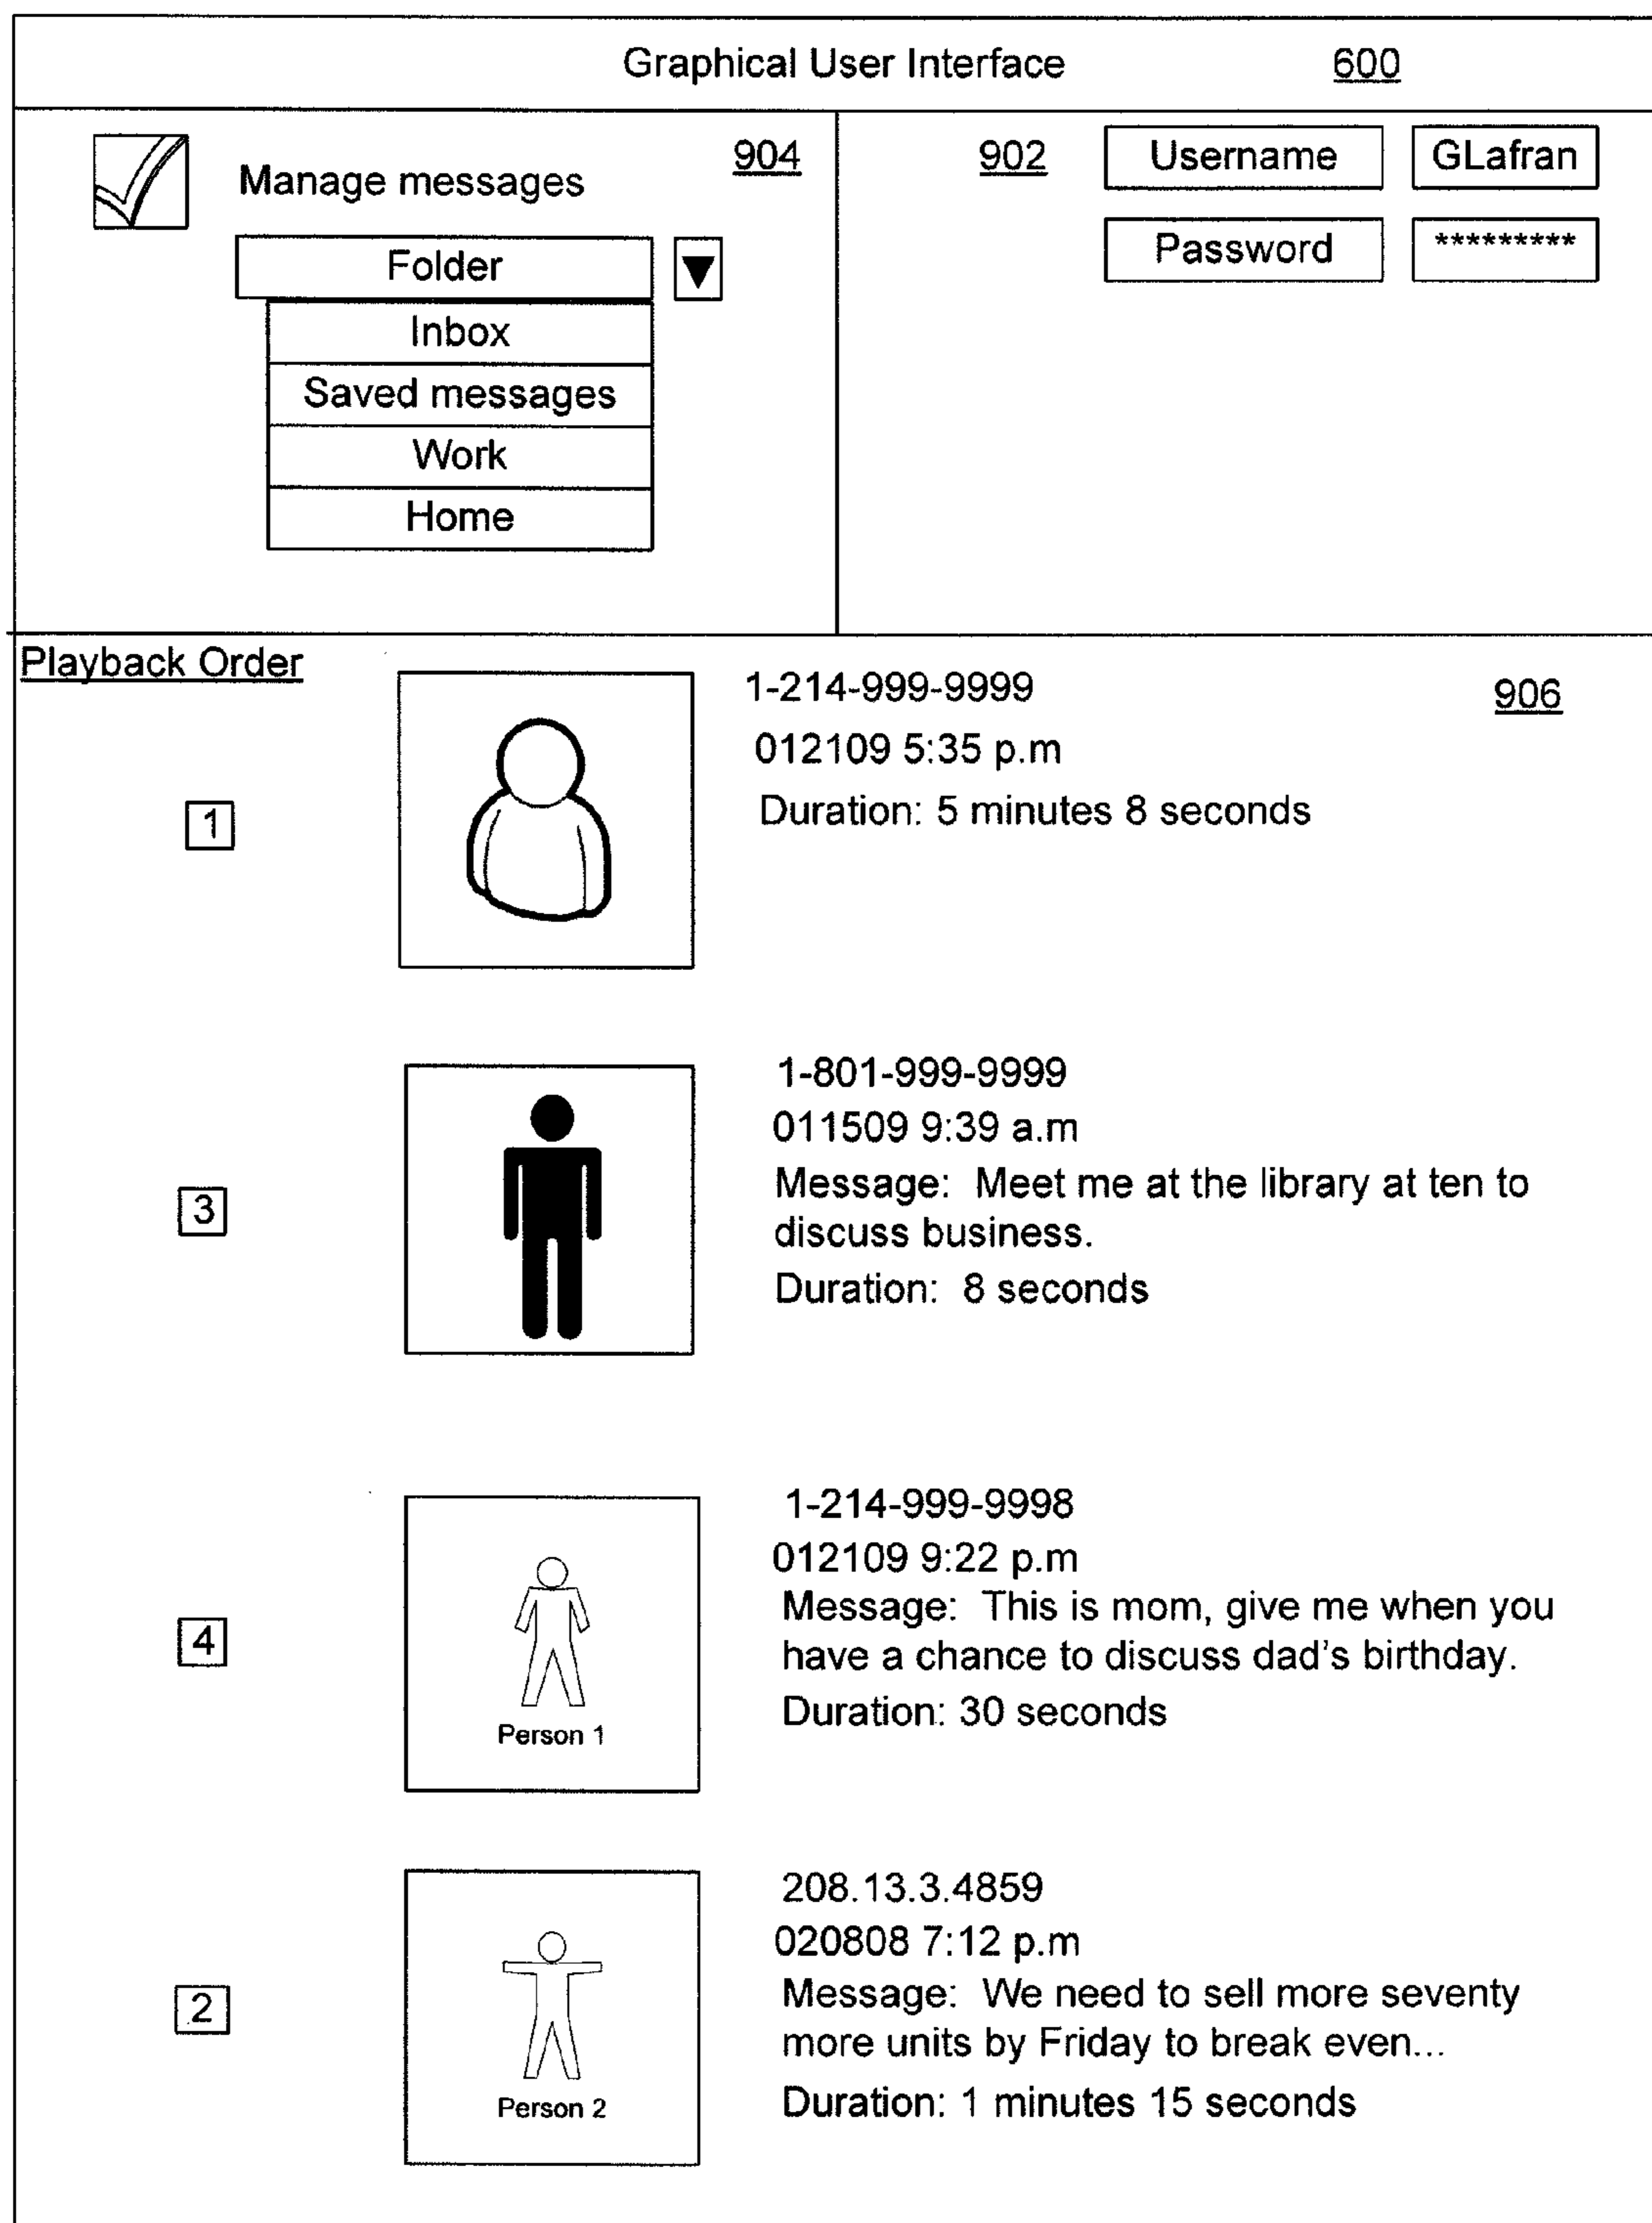 Graphical User Interface 600
Manage messages 904
Folder ▼
Inbox
Saved messages
Work
Home
902 Username GLafran
Password *********
Playback Order
906
1
1-214-999-9999
012109 5:35 p.m
Duration: 5 minutes 8 seconds
3
1-801-999-9999
011509 9:39 a.m
Message: Meet me at the library at ten to
discuss business.
Duration: 8 seconds
4
Person 1
1-214-999-9998
012109 9:22 p.m
Message: This is mom, give me when you
have a chance to discuss dad's birthday.
Duration: 30 seconds
2
Person 2
208.13.3.4859
020808 7:12 p.m
Message: We need to sell more seventy
more units by Friday to break even...
Duration: 1 minutes 15 seconds